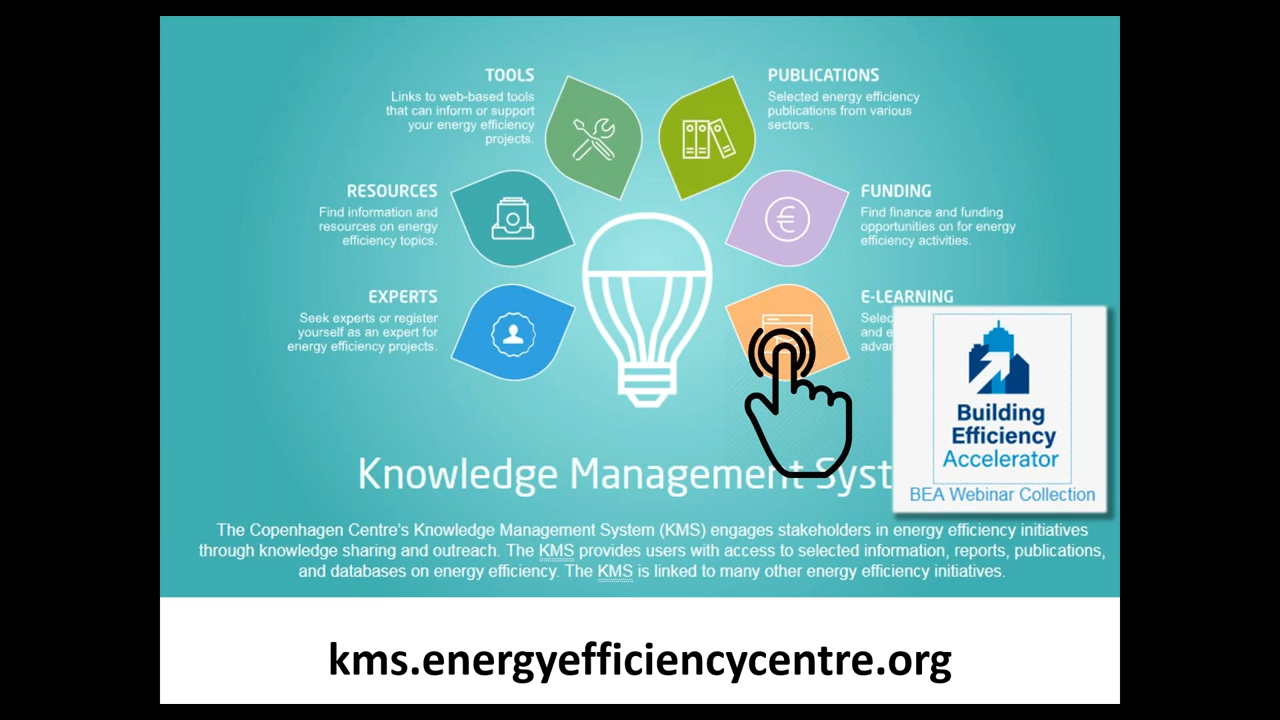 TOOLS
Links to web-based tools
that can inform or support
your energy efficiency
projects.
PUBLICATIONS
Selected energy efficiency
publications from various
sectors.
RESOURCES
Find information and
resources on energy
efficiency topics.
FUNDING
Find finance and funding
opportunities on for energy
efficiency activities.
EXPERTS
Seek experts or register
yourself as an expert for
energy efficiency projects.
E-LEARNING
Building
Efficiency
Accelerator
BEA Webinar Collection
Knowledge Management
The Copenhagen Centre's Knowledge Management System (KMS) engages stakeholders in energy efficiency initiatives
through knowledge sharing and outreach. The KMS provides users with access to selected information, reports, publications,
and databases on energy efficiency. The KMS is linked to many other energy efficiency initiatives.
kms.energyefficiencycentre.org